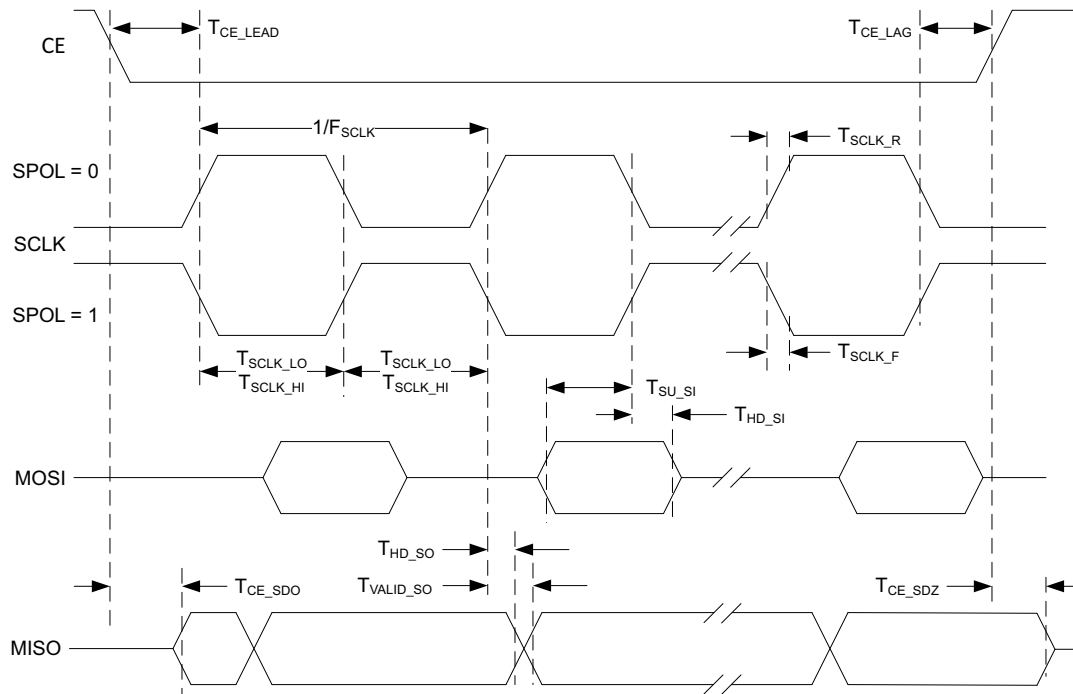 CE
T_CE_LEAD
T_CE_LAG
1/F_SCLK
T_SCLK_R
SPOL = 0
SCLK
SPOL = 1
T_SCLK_F
T_SCLK_LO T_SCLK_LO
T_SCLK_HI T_SCLK_HI
T_SU_SI
T_HD_SI
MOSI
T_HD_SO
T_CE_SDO
T_VALID_SO
T_CE_SDZ
MISO